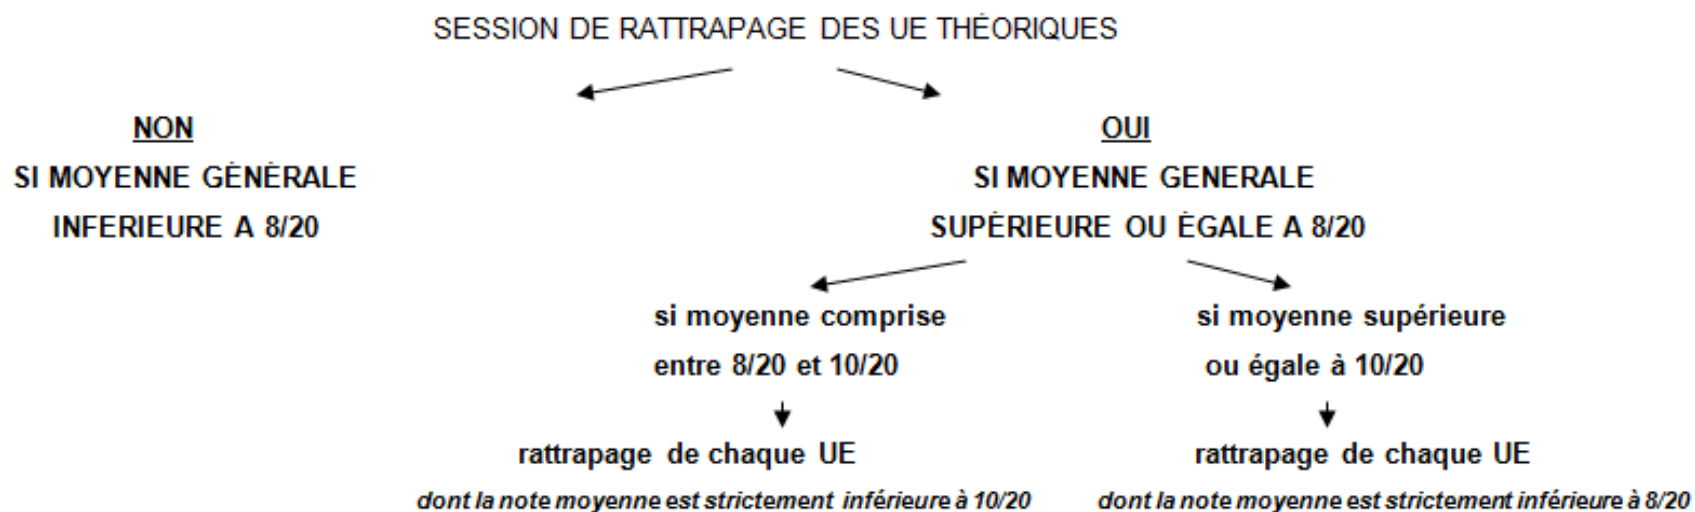 SESSION DE RATTRAPAGE DES UE THÉORIQUES
NON
SI MOYENNE GÉNÉRALE
INFERIEURE A 8/20
OUI
SI MOYENNE GENERALE
SUPÉRIEURE OU ÉGALE A 8/20
si moyenne comprise
entre 8/20 et 10/20
rattrapage de chaque UE
dont la note moyenne est strictement inférieure à 10/20
si moyenne supérieure
ou égale à 10/20
rattrapage de chaque UE
dont la note moyenne est strictement inférieure à 8/20